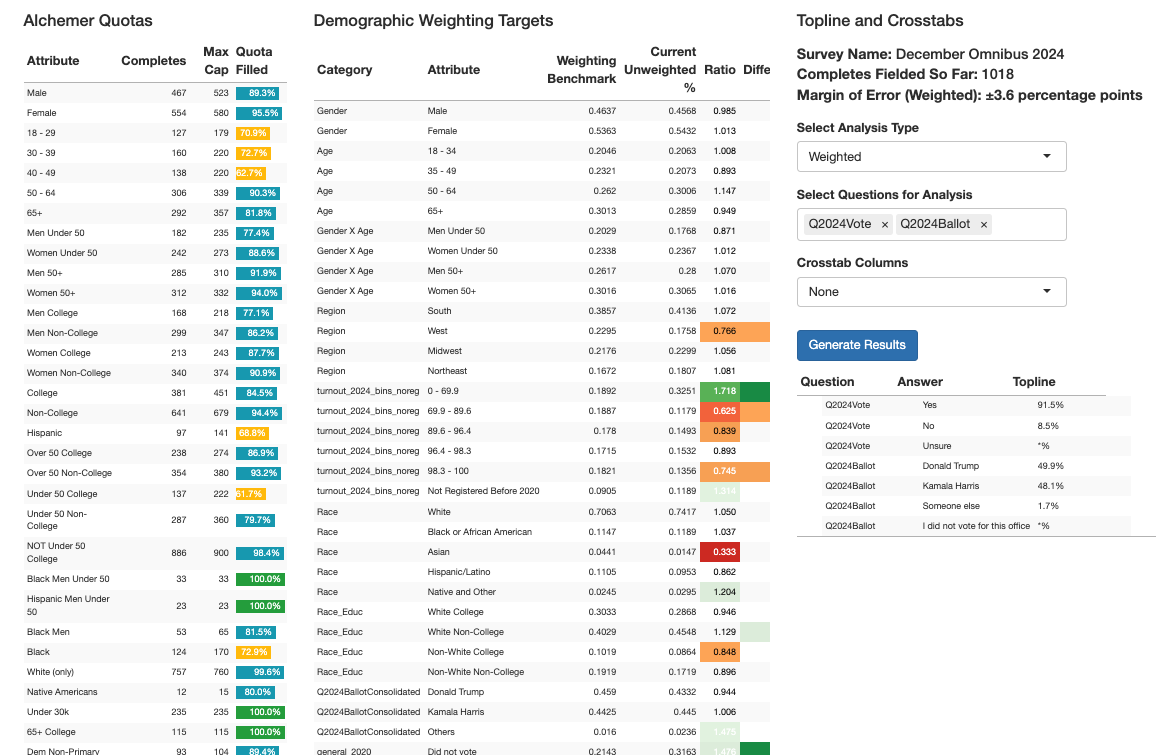 Alchemer Quotas
Attribute Completes Max Cap Quota Filled
Male 467 523 89.3%
Female 554 580 95.5%
18 - 29 127 179 70.9%
30 - 39 160 220 72.7%
40 - 49 138 220 62.7%
50 - 64 306 339 90.3%
65+ 292 357 81.8%
Men Under 50 182 235 77.4%
Women Under 50 242 273 88.6%
Men 50+ 285 310 91.9%
Women 50+ 312 332 94.0%
Men College 168 218 77.1%
Men Non-College 299 347 86.2%
Women College 213 243 87.7%
Women Non-College 340 374 90.9%
College 381 451 84.5%
Non-College 641 679 94.4%
Hispanic 97 141 68.8%
Over 50 College 238 274 86.9%
Over 50 Non-College 354 380 93.2%
Under 50 College 137 222 61.7%
Under 50 Non-College 287 360 79.7%
NOT Under 50 College 886 900 98.4%
Black Men Under 50 33 33 100.0%
Hispanic Men Under 50 23 23 100.0%
Black Men 53 65 81.5%
Black 124 170 72.9%
White (only) 757 760 99.6%
Native Americans 12 15 80.0%
Under 30k 235 235 100.0%
65+ College 115 115 100.0%
Dem Non-Primary 93 104 89.4%
Demographic Weighting Targets
Category Attribute Weighting Benchmark Current Unweighted % Ratio Diffe
Gender Male 0.4637 0.4568 0.985
Gender Female 0.5363 0.5432 1.013
Age 18 - 34 0.2046 0.2063 1.008
Age 35 - 49 0.2321 0.2073 0.893
Age 50 - 64 0.262 0.3006 1.147
Age 65+ 0.3013 0.2859 0.949
Gender X Age Men Under 50 0.2029 0.1768 0.871
Gender X Age Women Under 50 0.2338 0.2367 1.012
Gender X Age Men 50+ 0.2617 0.28 1.070
Gender X Age Women 50+ 0.3016 0.3065 1.016
Region South 0.3857 0.4136 1.072
Region West 0.2295 0.1758 0.766
Region Midwest 0.2176 0.2299 1.056
Region Northeast 0.1672 0.1807 1.081
turnout_2024_bins_noreg 0 - 69.9 0.1892 0.3251 1.718
turnout_2024_bins_noreg 69.9 - 89.6 0.1887 0.1179 0.625
turnout_2024_bins_noreg 89.6 - 96.4 0.178 0.1493 0.839
turnout_2024_bins_noreg 96.4 - 98.3 0.1715 0.1532 0.893
turnout_2024_bins_noreg 98.3 - 100 0.1821 0.1356 0.745
turnout_2024_bins_noreg Not Registered Before 2020 0.0905 0.1189 1.314
Race White 0.7063 0.7417 1.050
Race Black or African American 0.1147 0.1189 1.037
Race Asian 0.0441 0.0147 0.333
Race Hispanic/Latino 0.1105 0.0953 0.862
Race Native and Other 0.0245 0.0295 1.204
Race_Educ White College 0.3033 0.2868 0.946
Race_Educ White Non-College 0.4029 0.4548 1.129
Race_Educ Non-White College 0.1019 0.0864 0.848
Race_Educ Non-White Non-College 0.1919 0.1719 0.896
Q2024BallotConsolidated Donald Trump 0.459 0.4332 0.944
Q2024BallotConsolidated Kamala Harris 0.4425 0.445 1.006
Q2024BallotConsolidated Others 0.016 0.0236 1.475
general_2020 Did not vote 0.2143 0.3163 1.476
Topline and Crosstabs
Survey Name: December Omnibus 2024
Completes Fielded So Far: 1018
Margin of Error (Weighted): ±3.6 percentage points
Select Analysis Type
Weighted
Select Questions for Analysis
Q2024Vote × Q2024Ballot ×
Crosstab Columns
None
Generate Results
Question Answer Topline
Q2024Vote Yes 91.5%
Q2024Vote No 8.5%
Q2024Vote Unsure *%
Q2024Ballot Donald Trump 49.9%
Q2024Ballot Kamala Harris 48.1%
Q2024Ballot Someone else 1.7%
Q2024Ballot I did not vote for this office *%